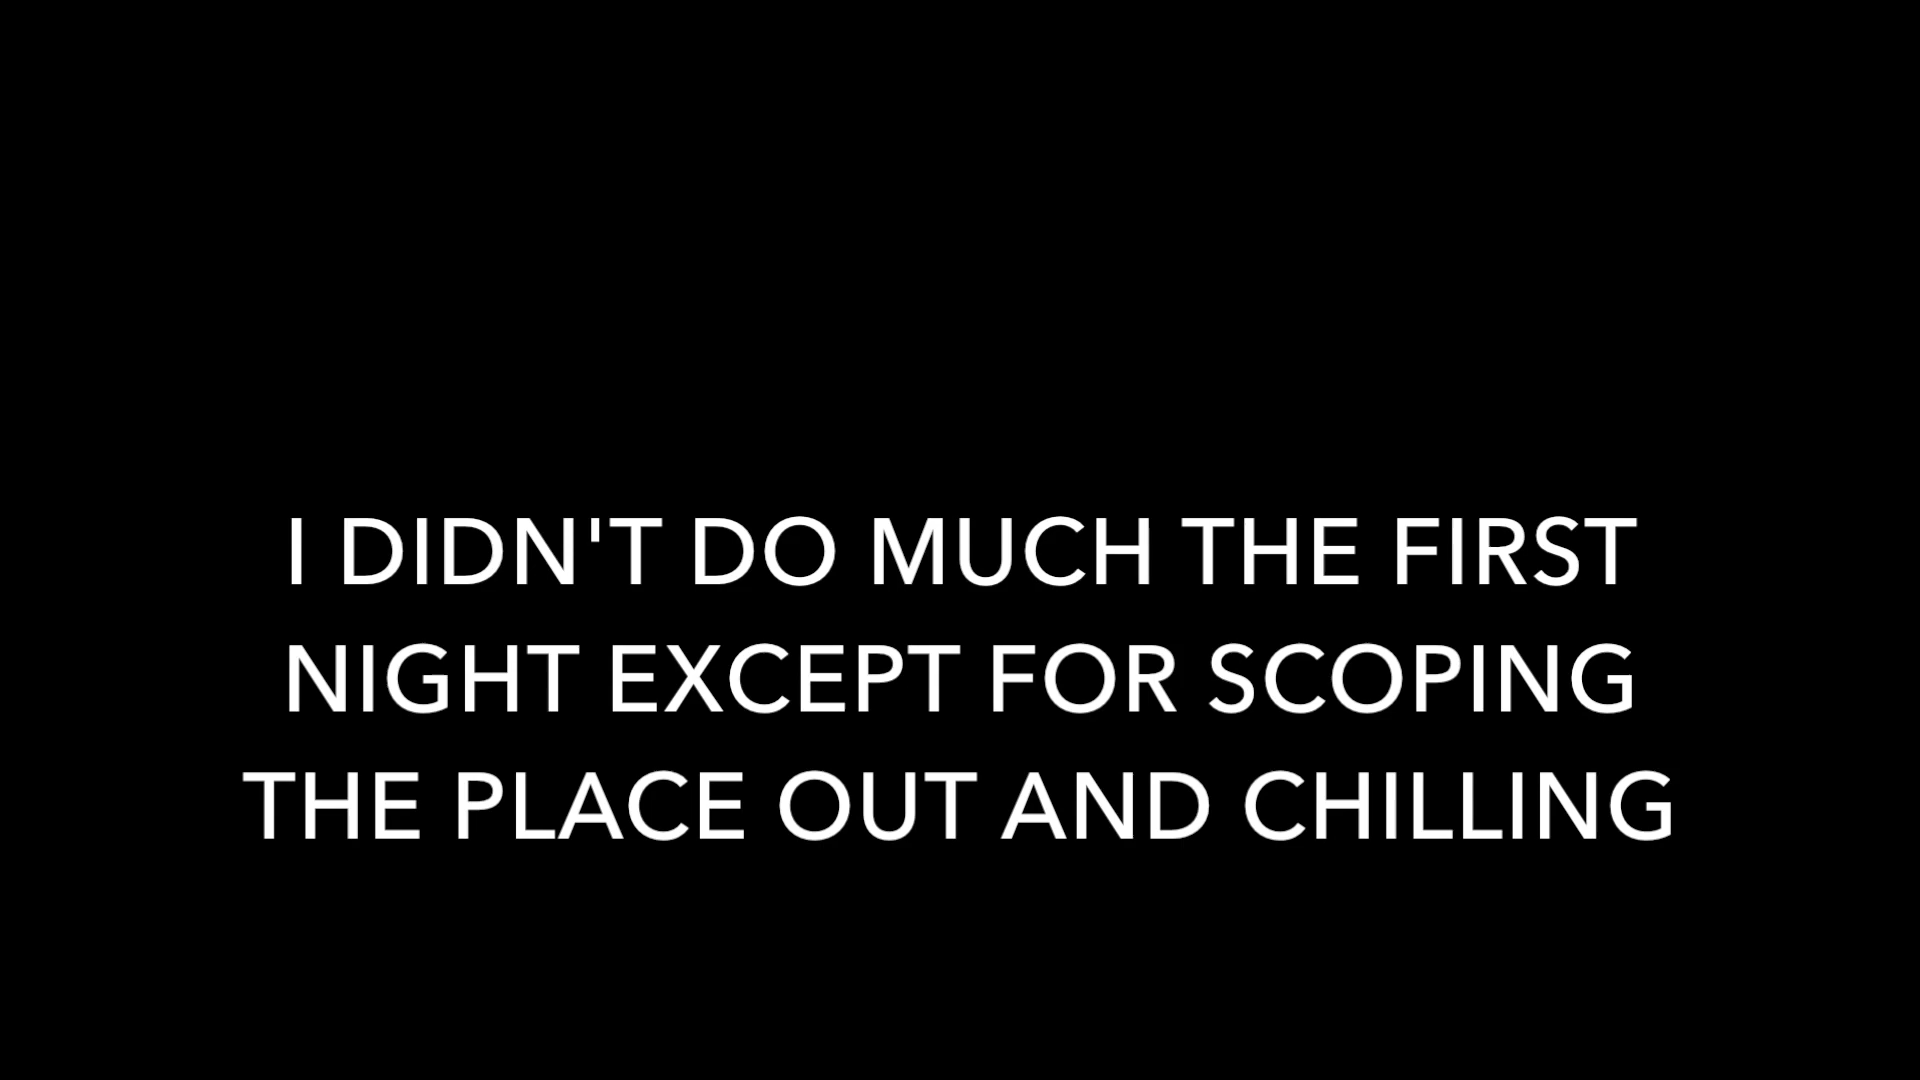 I DIDN'T DO MUCH THE FIRST
NIGHT EXCEPT FOR SCOPING
THE PLACE OUT AND CHILLING